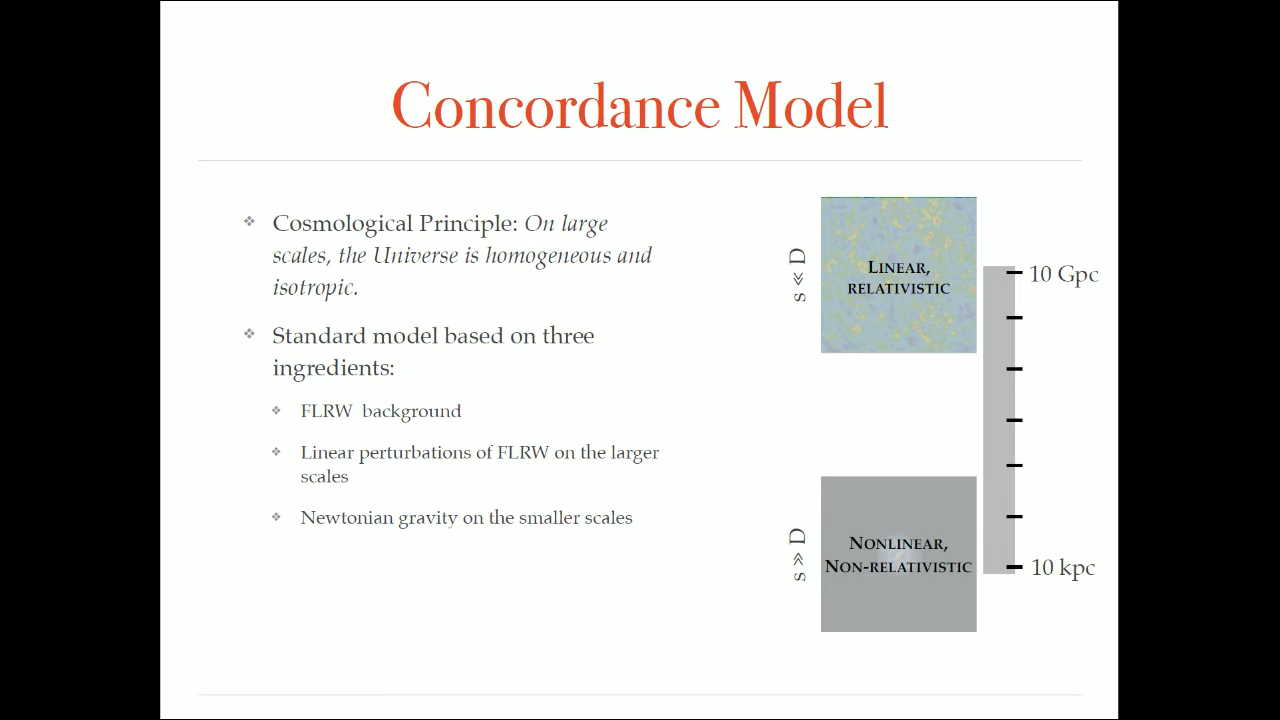 Concordance Model
❖ Cosmological Principle: On large
scales, the Universe is homogeneous and
isotropic.
❖ Standard model based on three
ingredients:
❖ FLRW background
❖ Linear perturbations of FLRW on the larger
scales
❖ Newtonian gravity on the smaller scales
s ≪ D
LINEAR,
RELATIVISTIC
10 Gpc
s ≫ D
NONLINEAR,
NON-RELATIVISTIC
10 kpc